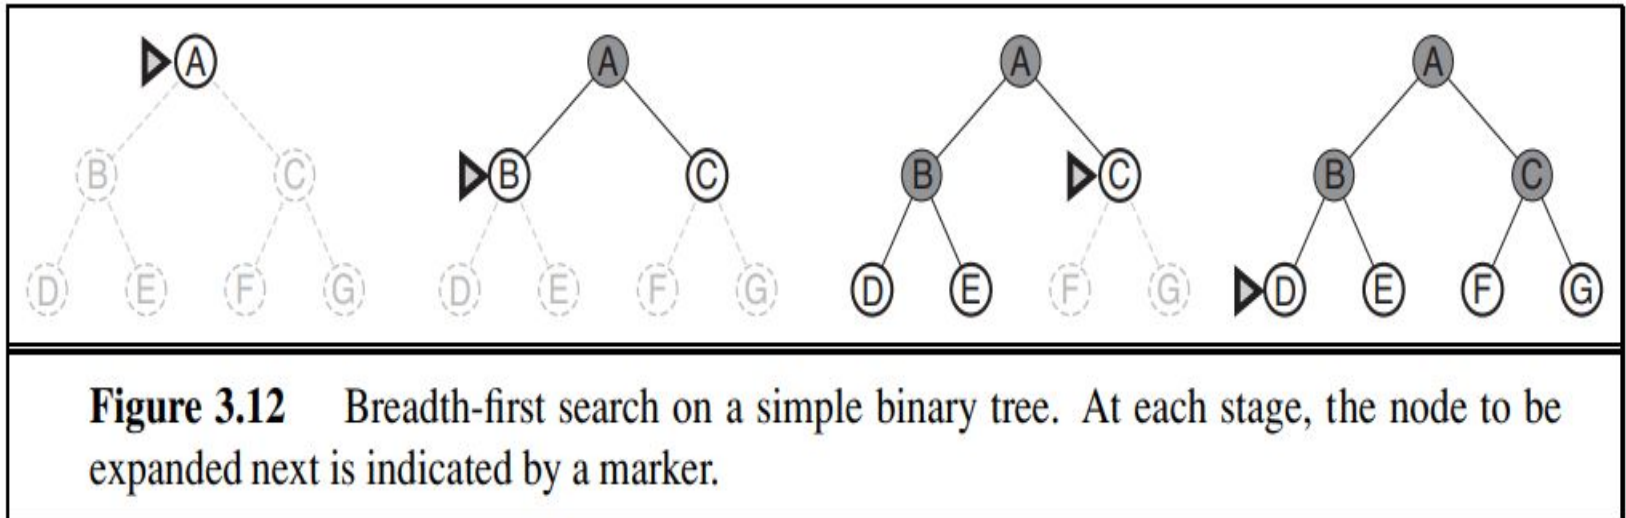 A A A A
B C B C B C B C
D E F G D E F G D E F G D E F G
Figure 3.12 Breadth-first search on a simple binary tree. At each stage, the node to be
expanded next is indicated by a marker.